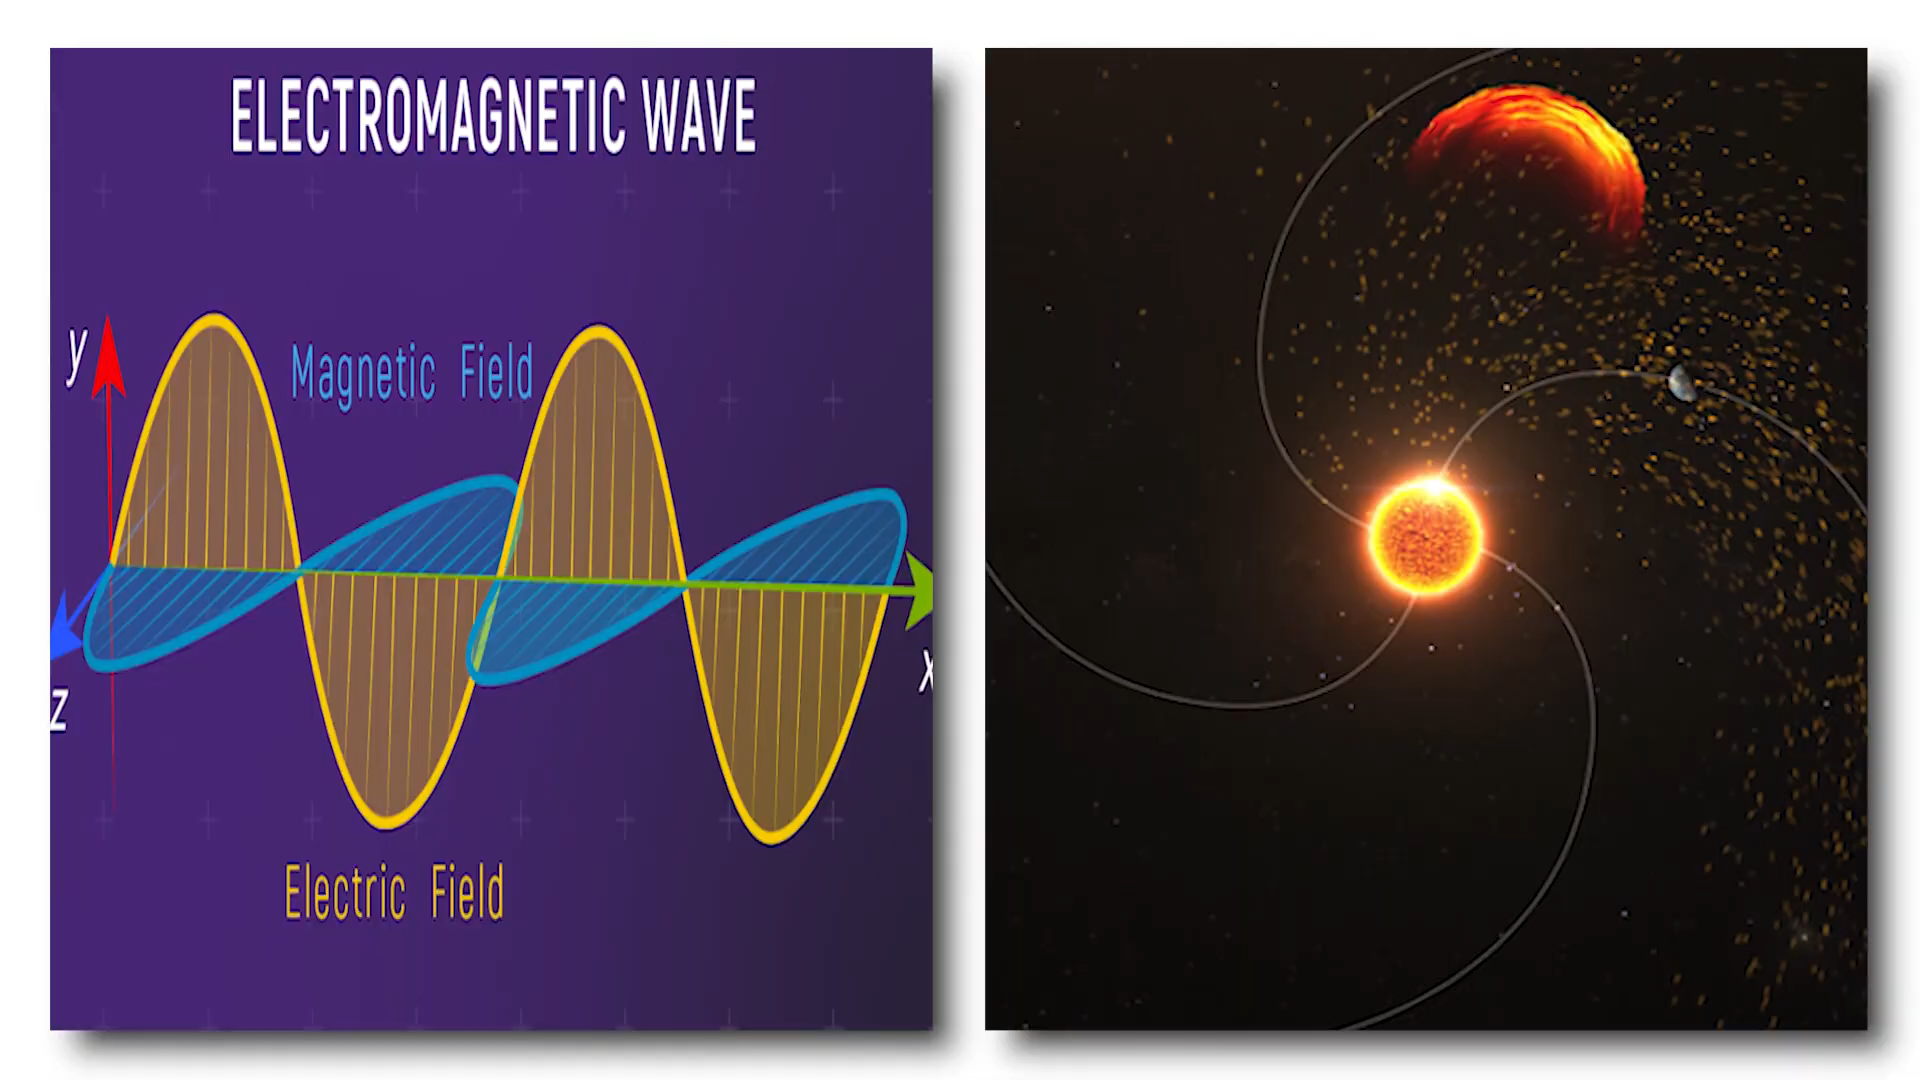 ELECTROMAGNETIC WAVE
y
Magnetic Field
z
x
Electric Field